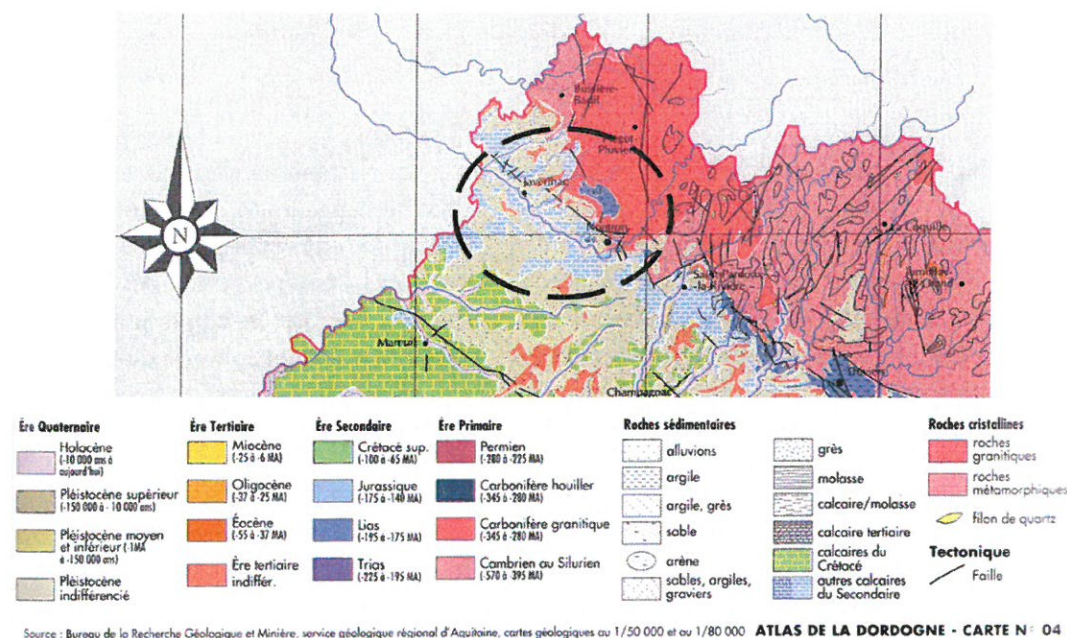 Bussière-
Badil
Piégut-
Pluviers
Javerlhac
N
Nontron
La Coquille
Saint-Pardoux
-la-Rivière
Mareuil
Champagnac
Ère Quaternaire
Holocène
(-10 000 ans à
aujourd'hui)
Pléistocène supérieur
(-150 000 à - 10 000 ans)
Pléistocène moyen
et inférieur (-1MA
à -150 000 ans)
Pléistocène
indifférencié
Ère Tertiaire
Miocène
(-25 à -6 MA)
Oligocène
(-37 à -25 MA)
Éocène
(-55 à -37 MA)
Ère tertiaire
indiffér.
Ère Secondaire
Crétacé sup.
(-100 à -65 MA)
Jurassique
(-175 à -140 MA)
Lias
(-195 à -175 MA)
Trias
(-225 à -195 MA)
Ère Primaire
Permien
(-280 à -225 MA)
Carbonifère houiller
(-345 à -280 MA)
Carbonifère granitique
(-345 à -280 MA)
Cambrien au Silurien
(-570 à -395 MA)
Roches sédimentaires
alluvions
argile
argile, grès
sable
arène
sables, argiles,
graviers
grès
molasse
calcaire/molasse
calcaire tertiaire
calcaires du
Crétacé
autres calcaires
du Secondaire
Roches cristallines
roches
granitiques
roches
métamorphiques
filon de quartz
Tectonique
Faille
Source : Bureau de la Recherche Géologique et Minière, service géologique régional d'Aquitaine, cartes géologiques au 1/50 000 et au 1/80 000 ATLAS DE LA DORDOGNE - CARTE N° 04